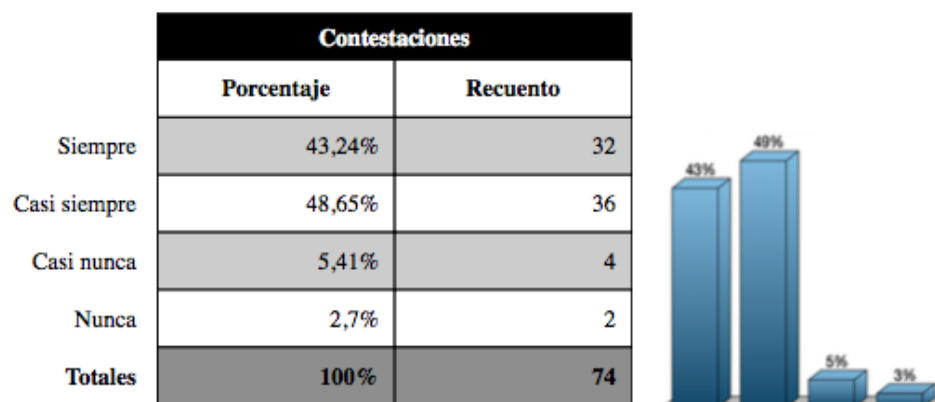 Contestaciones
Porcentaje Recuento
Siempre 43,24% 32
Casi siempre 48,65% 36
Casi nunca 5,41% 4
Nunca 2,7% 2
Totales 100% 74
43% 49% 5% 3%